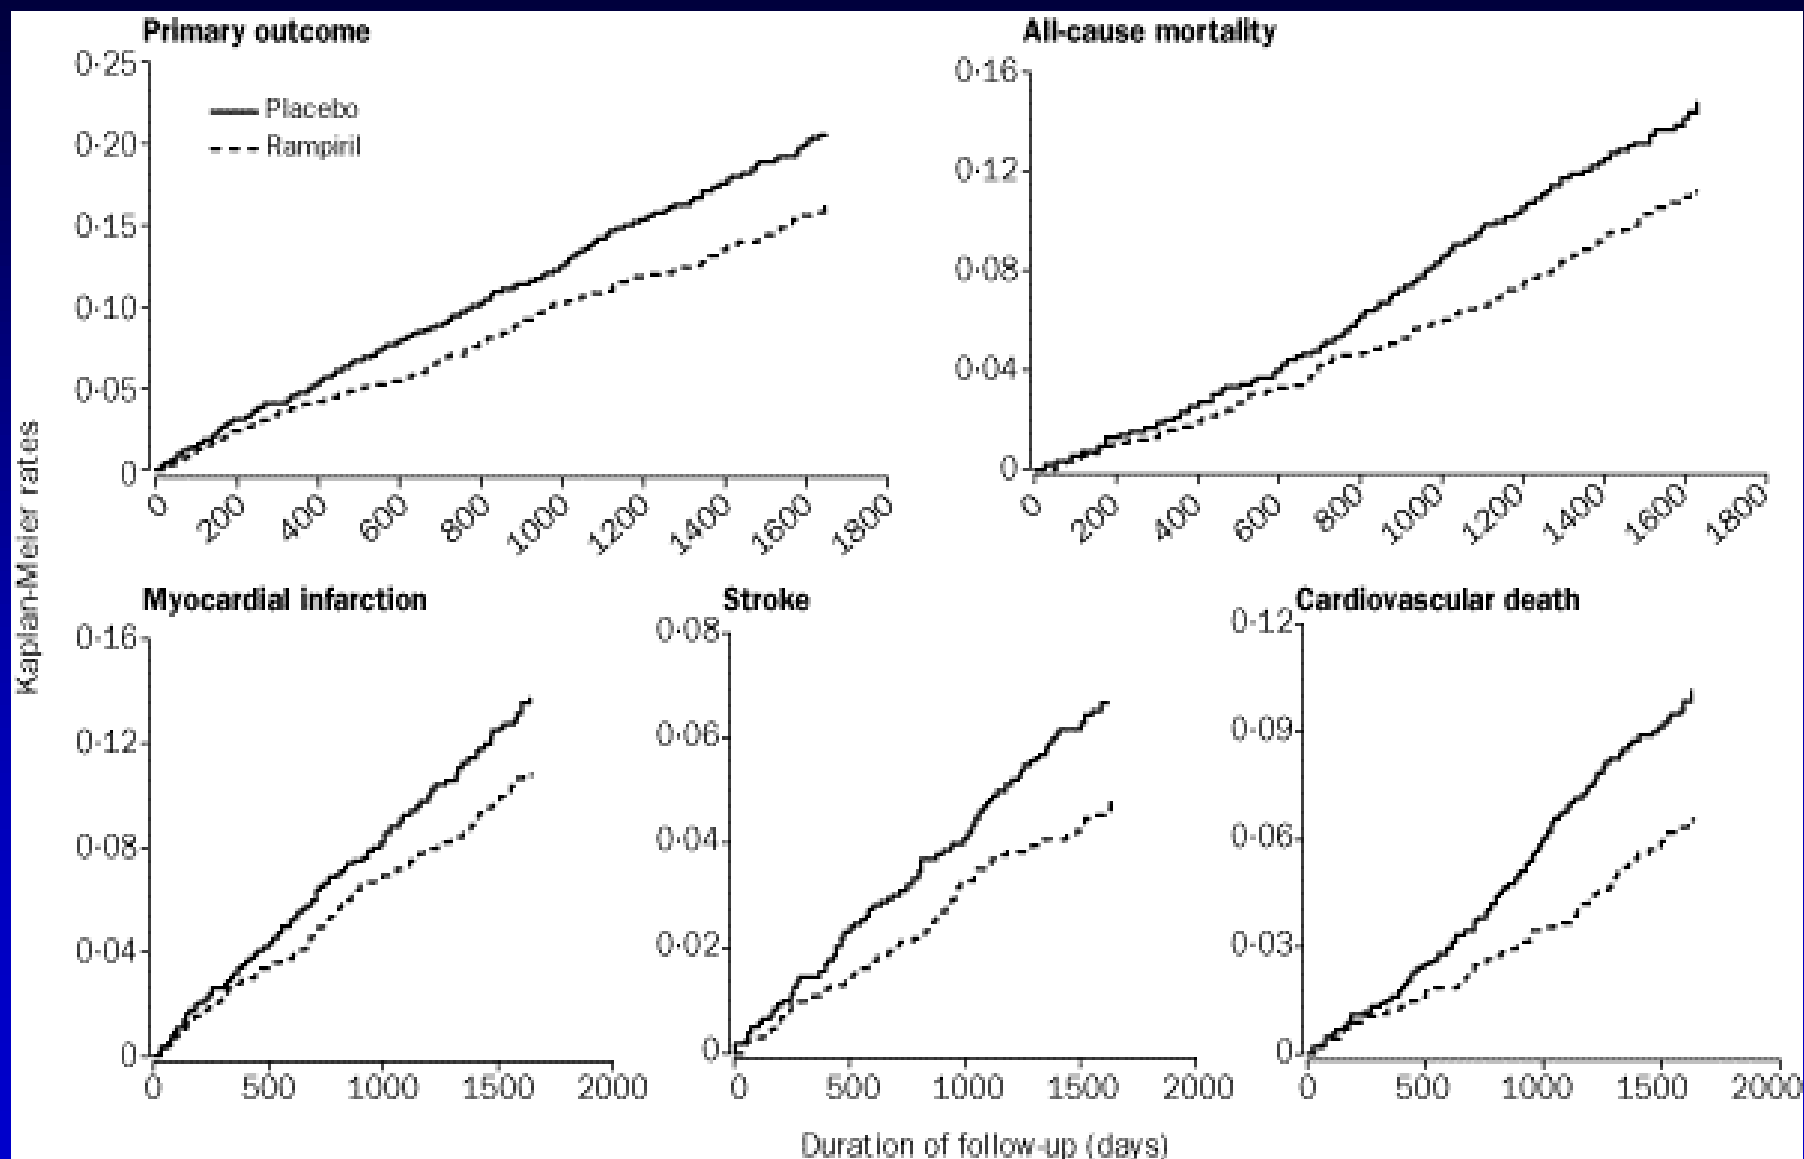 Primary outcome
0·25
0·20
0·15
0·10
0·05
0
Placebo
Rampiril
0 200 400 600 800 1000 1200 1400 1600 1800
All-cause mortality
0·16
0·12
0·08
0·04
0
0 200 400 600 800 1000 1200 1400 1600 1800
Kaplan-Meier rates
Myocardial infarction
0·16
0·12
0·08
0·04
0
0 500 1000 1500 2000
Stroke
0·08
0·06
0·04
0·02
0
0 500 1000 1500 2000
Cardiovascular death
0·12
0·09
0·06
0·03
0
0 500 1000 1500 2000
Duration of follow-up (days)